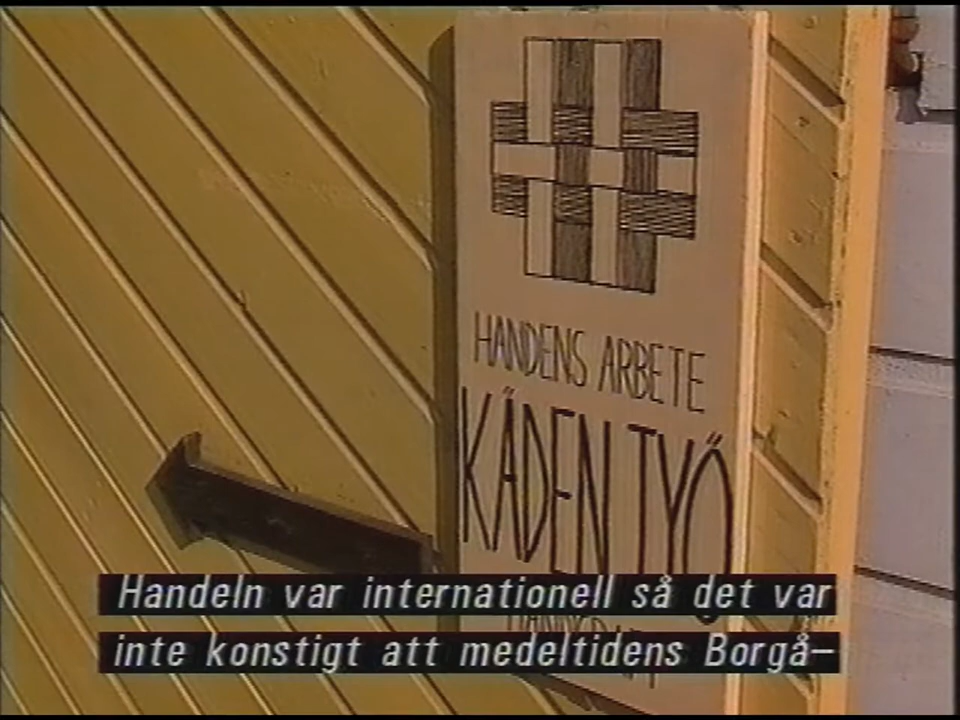 HANDENS ARBETE
KÄDEN TYÖ
Handeln var internationell så det var
inte konstigt att medeltidens Borgå—